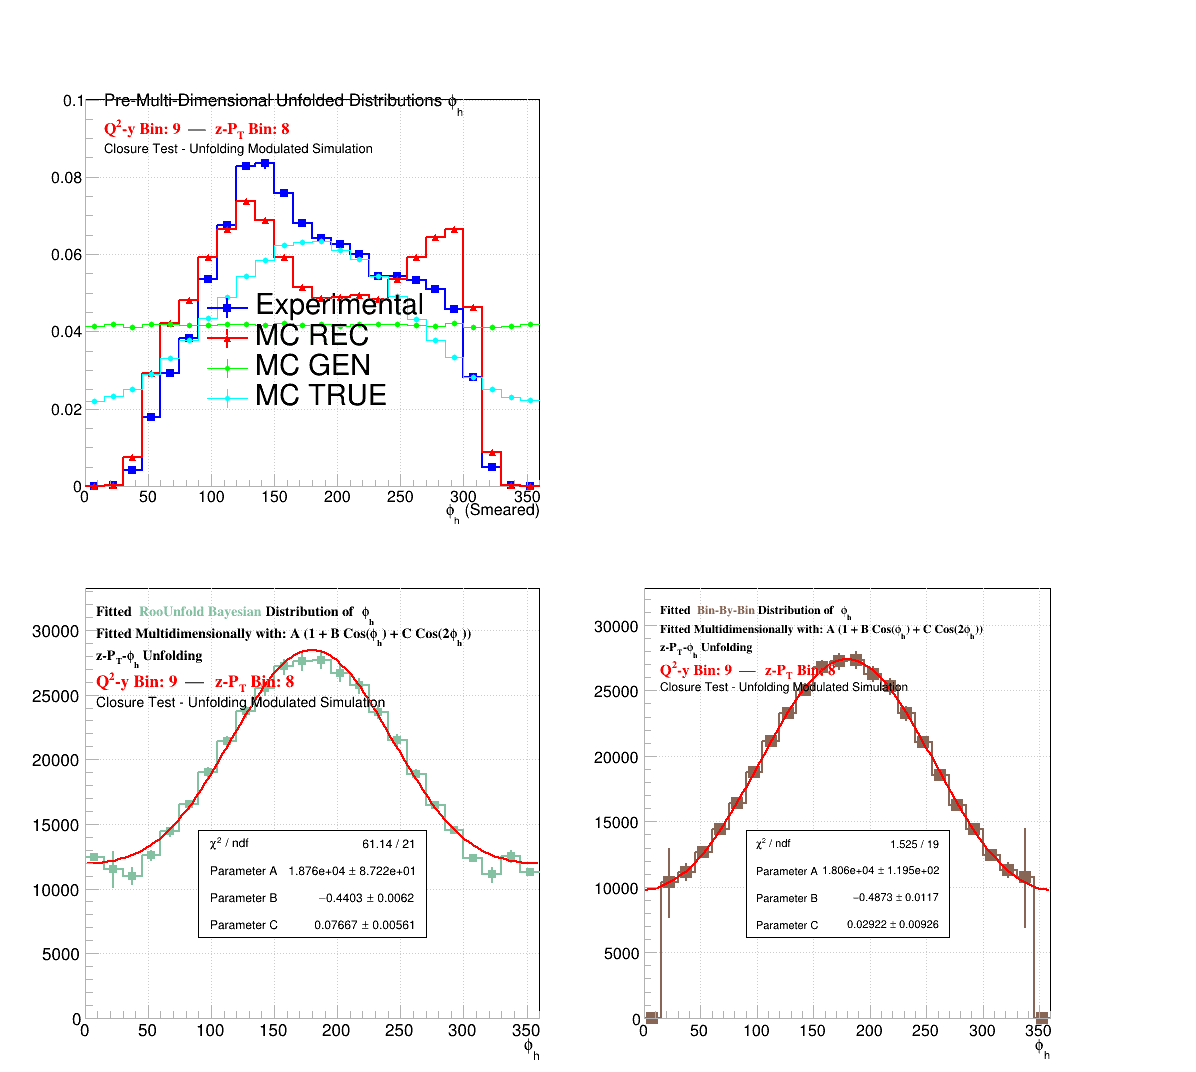 Pre-Multi-Dimensional Unfolded Distributions ϕh
Q²-y Bin: 9 — z-PT Bin: 8
Closure Test - Unfolding Modulated Simulation
0.1
0.08
0.06
0.04
0.02
0
Experimental
MC REC
MC GEN
MC TRUE
0 50 100 150 200 250 300 350
ϕh (Smeared)
Fitted RooUnfold Bayesian Distribution of ϕh
Fitted Multidimensionally with: A (1 + B Cos(ϕh) + C Cos(2ϕh))
z-PT-ϕh Unfolding
Q²-y Bin: 9 — z-PT Bin: 8
Closure Test - Unfolding Modulated Simulation
30000
25000
20000
15000
10000
5000
0
χ² / ndf 61.14 / 21
Parameter A 1.876e+04 ± 8.722e+01
Parameter B −0.4403 ± 0.0062
Parameter C 0.07667 ± 0.00561
0 50 100 150 200 250 300 350
ϕh
Fitted Bin-By-Bin Distribution of ϕh
Fitted Multidimensionally with: A (1 + B Cos(ϕh) + C Cos(2ϕh))
z-PT-ϕh Unfolding
Q²-y Bin: 9 — z-PT Bin: 8
Closure Test - Unfolding Modulated Simulation
30000
25000
20000
15000
10000
5000
0
χ² / ndf 1.525 / 19
Parameter A 1.806e+04 ± 1.195e+02
Parameter B −0.4873 ± 0.0117
Parameter C 0.02922 ± 0.00926
0 50 100 150 200 250 300 350
ϕh